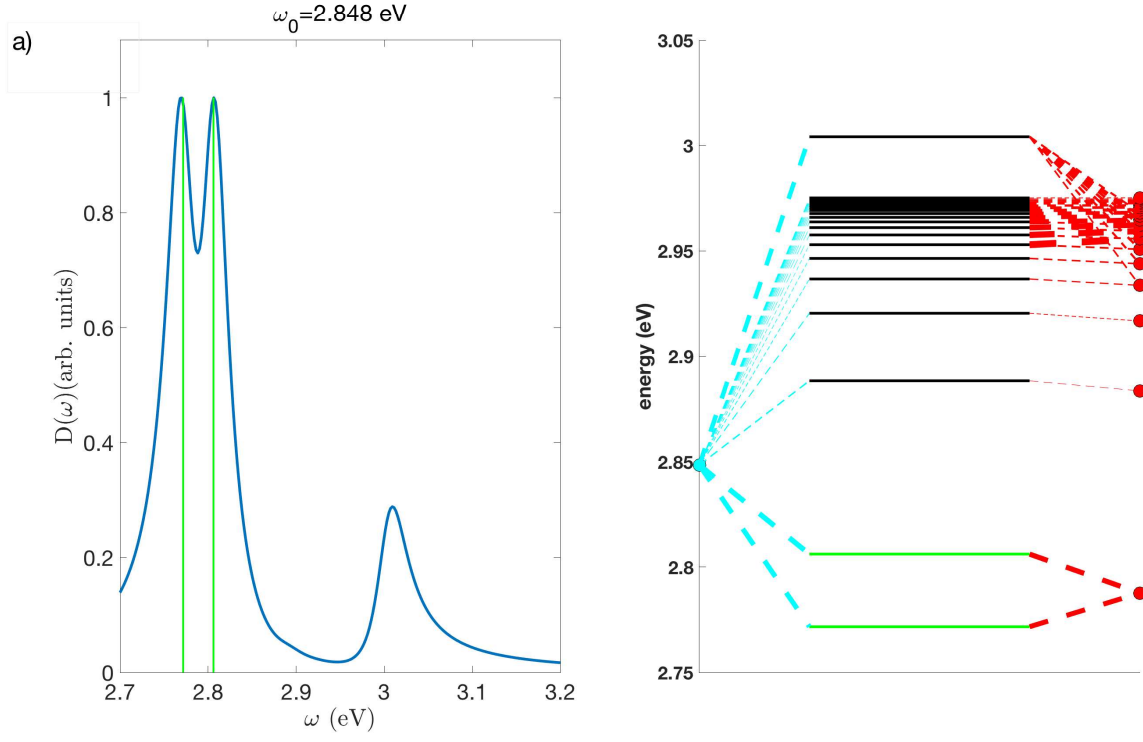 a)
ω₀=2.848 eV
D(ω)(arb. units)
1
0.8
0.6
0.4
0.2
0
2.7 2.8 2.9 3 3.1 3.2
ω (eV)
energy (eV)
3.05
3
2.95
2.9
2.85
2.8
2.75